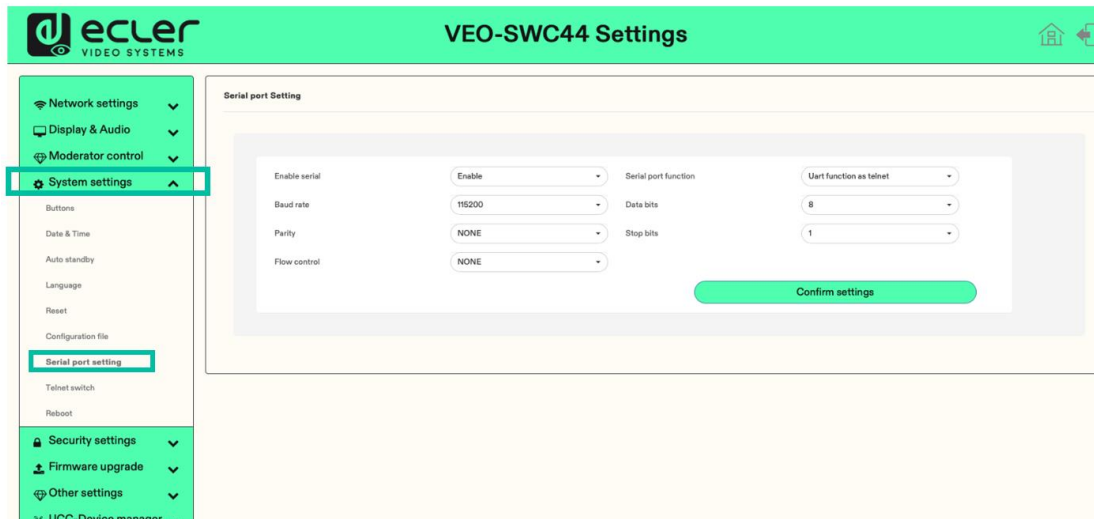 ecler
VIDEO SYSTEMS
VEO-SWC44 Settings
Network settings
Display & Audio
Moderator control
System settings
Buttons
Date & Time
Auto standby
Language
Reset
Configuration file
Serial port setting
Telnet switch
Reboot
Security settings
Firmware upgrade
Other settings
UCC-Device manager
Serial port Setting
Enable serial Enable Serial port function Uart function as telnet
Baud rate 115200 Data bits 8
Parity NONE Stop bits 1
Flow control NONE
Confirm settings